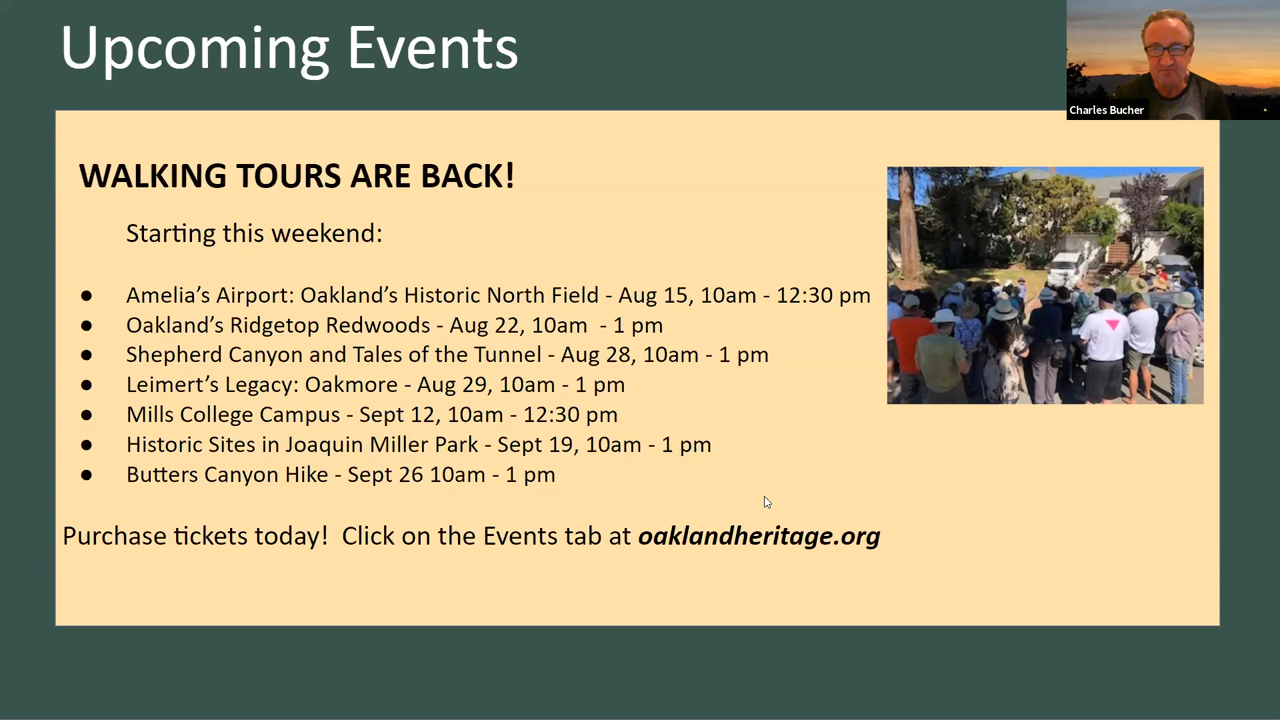 Upcoming Events
Charles Bucher
WALKING TOURS ARE BACK!
Starting this weekend:
● Amelia’s Airport: Oakland’s Historic North Field - Aug 15, 10am - 12:30 pm
● Oakland’s Ridgetop Redwoods - Aug 22, 10am  - 1 pm
● Shepherd Canyon and Tales of the Tunnel - Aug 28, 10am - 1 pm
● Leimert’s Legacy: Oakmore - Aug 29, 10am - 1 pm
● Mills College Campus - Sept 12, 10am - 12:30 pm
● Historic Sites in Joaquin Miller Park - Sept 19, 10am - 1 pm
● Butters Canyon Hike - Sept 26 10am - 1 pm
Purchase tickets today!  Click on the Events tab at oaklandheritage.org